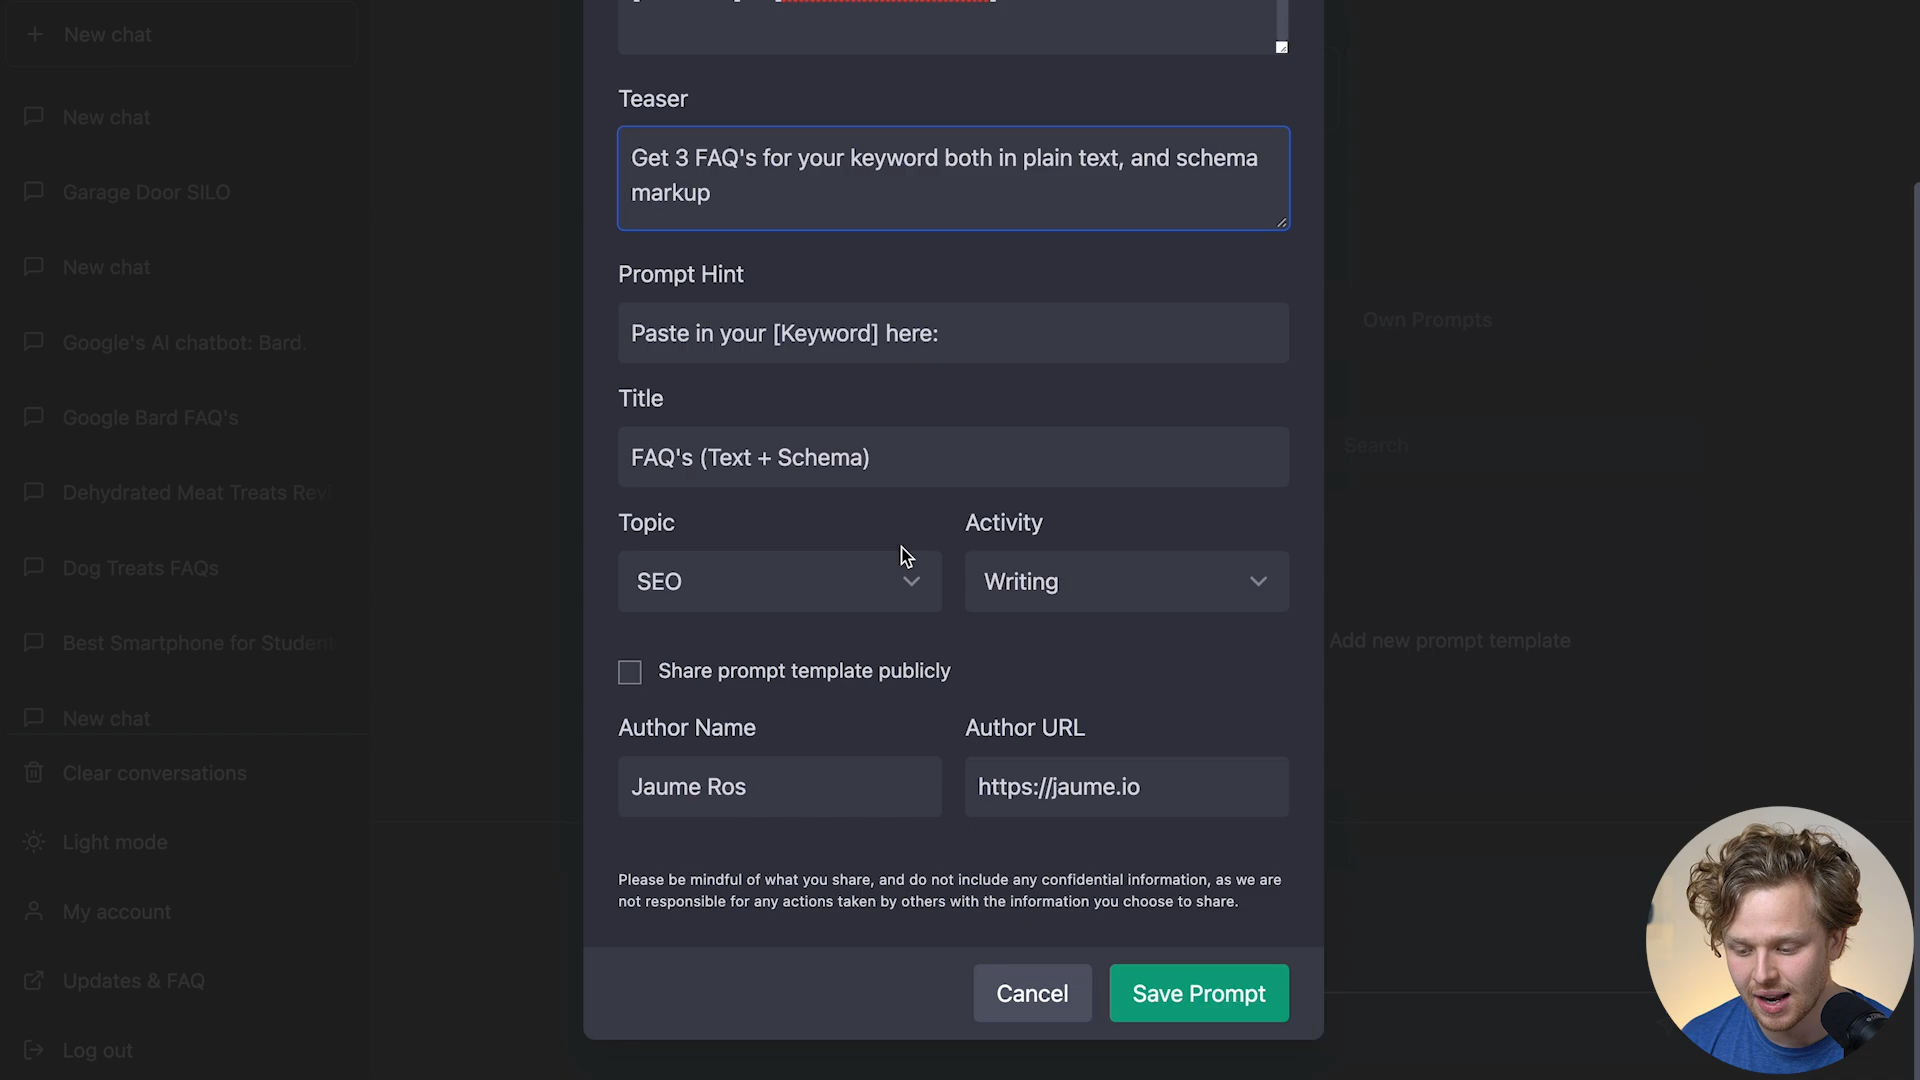 New chat
New chat
Garage Door SILO
New chat
Google's AI chatbot: Bard.
Google Bard FAQ's
Dehydrated Meat Treats Revi
Dog Treats FAQs
Best Smartphone for Student
New chat
Clear conversations
Light mode
My account
Updates & FAQ
Log out
Teaser
Get 3 FAQ's for your keyword both in plain text, and schema
markup
Prompt Hint
Paste in your [Keyword] here:
Title
FAQ's (Text + Schema)
Topic
Activity
SEO
Writing
Share prompt template publicly
Author Name
Author URL
Jaume Ros
https://jaume.io
Please be mindful of what you share, and do not include any confidential information, as we are
not responsible for any actions taken by others with the information you choose to share.
Cancel
Save Prompt
Own Prompts
Search
Add new prompt template